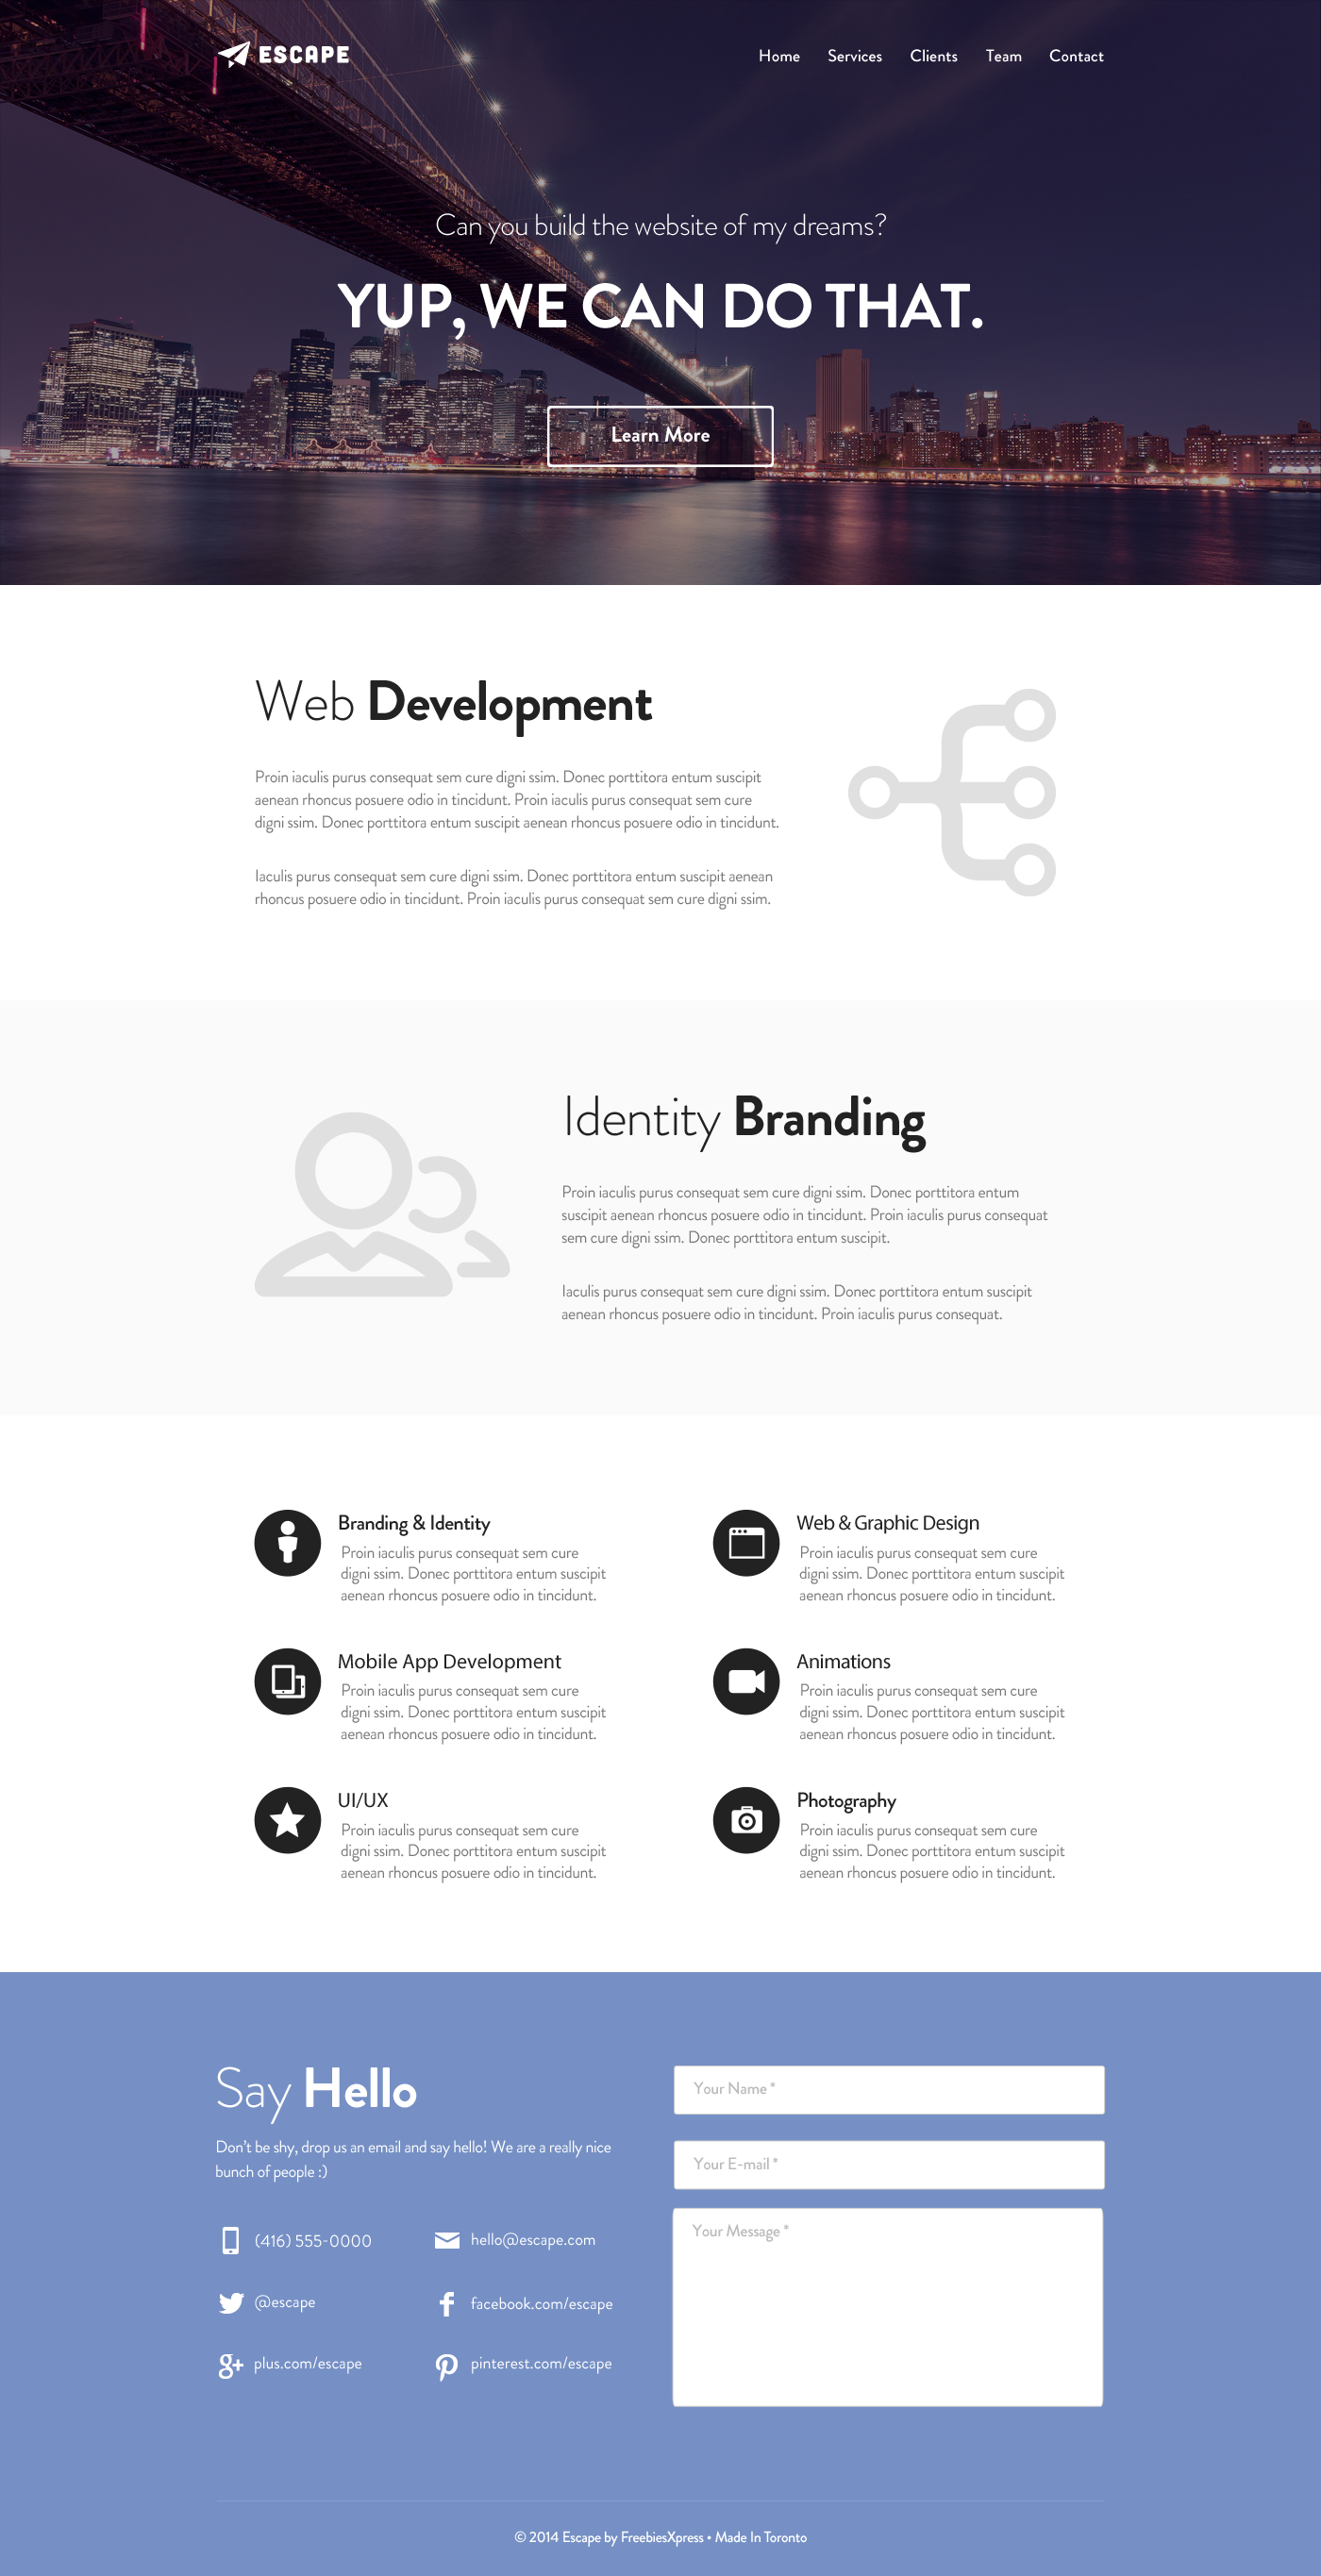 ESCAPE
Home Services Clients Team Contact
Can you build the website of my dreams?
YUP, WE CAN DO THAT.
Learn More
Web Development
Proin iaculis purus consequat sem cure digni ssim. Donec porttitora entum suscipit
aenean rhoncus posuere odio in tincidunt. Proin iaculis purus consequat sem cure
digni ssim. Donec porttitora entum suscipit aenean rhoncus posuere odio in tincidunt.
Iaculis purus consequat sem cure digni ssim. Donec porttitora entum suscipit aenean
rhoncus posuere odio in tincidunt. Proin iaculis purus consequat sem cure digni ssim.
Identity Branding
Proin iaculis purus consequat sem cure digni ssim. Donec porttitora entum
suscipit aenean rhoncus posuere odio in tincidunt. Proin iaculis purus consequat
sem cure digni ssim. Donec porttitora entum suscipit.
Iaculis purus consequat sem cure digni ssim. Donec porttitora entum suscipit
aenean rhoncus posuere odio in tincidunt. Proin iaculis purus consequat.
Branding & Identity
Proin iaculis purus consequat sem cure
digni ssim. Donec porttitora entum suscipit
aenean rhoncus posuere odio in tincidunt.
Web & Graphic Design
Proin iaculis purus consequat sem cure
digni ssim. Donec porttitora entum suscipit
aenean rhoncus posuere odio in tincidunt.
Mobile App Development
Proin iaculis purus consequat sem cure
digni ssim. Donec porttitora entum suscipit
aenean rhoncus posuere odio in tincidunt.
Animations
Proin iaculis purus consequat sem cure
digni ssim. Donec porttitora entum suscipit
aenean rhoncus posuere odio in tincidunt.
UI/UX
Proin iaculis purus consequat sem cure
digni ssim. Donec porttitora entum suscipit
aenean rhoncus posuere odio in tincidunt.
Photography
Proin iaculis purus consequat sem cure
digni ssim. Donec porttitora entum suscipit
aenean rhoncus posuere odio in tincidunt.
Say Hello
Don't be shy, drop us an email and say hello! We are a really nice
bunch of people :)
(416) 555-0000
hello@escape.com
@escape
facebook.com/escape
plus.com/escape
pinterest.com/escape
Your Name *
Your E-mail *
Your Message *
© 2014 Escape by FreebiesXpress • Made In Toronto